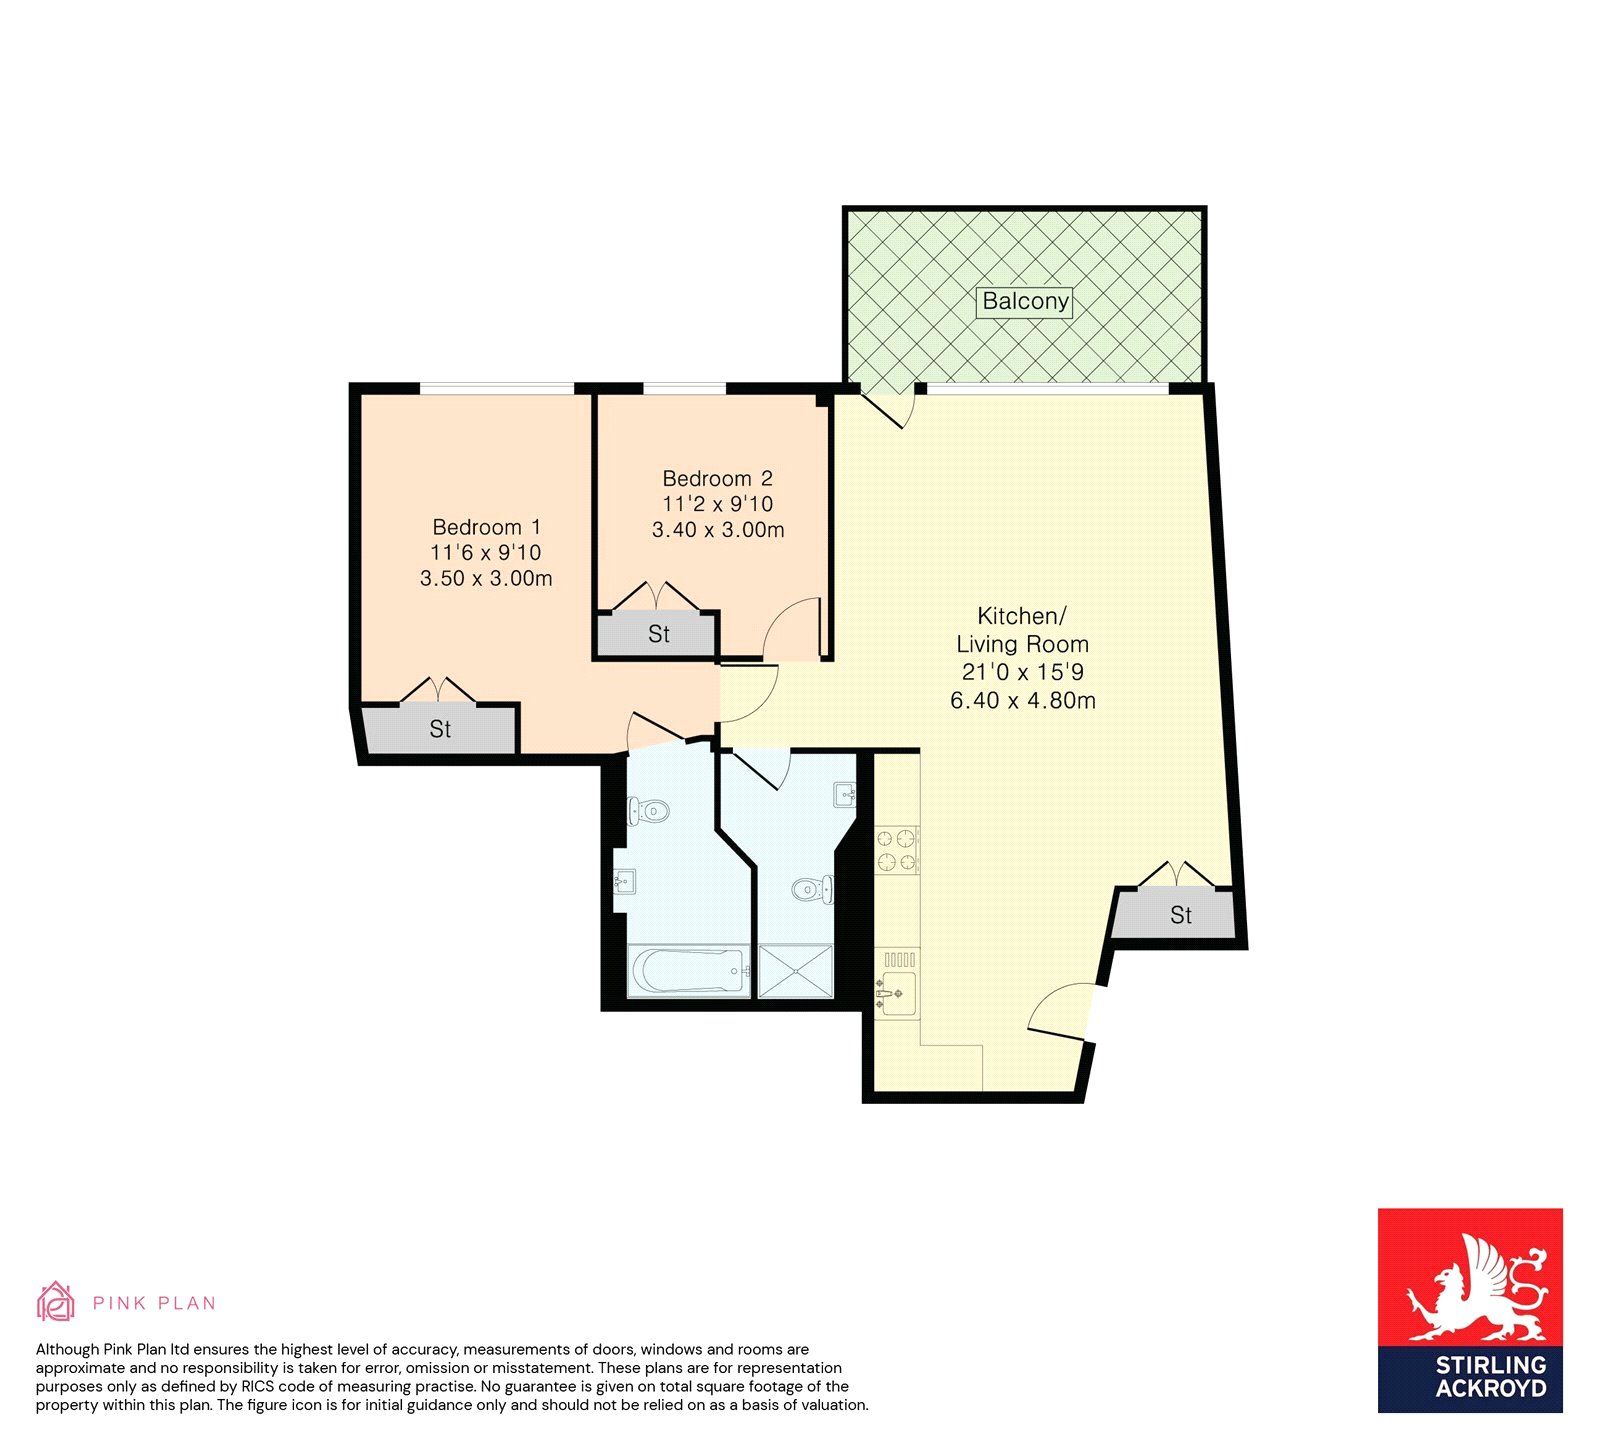 Balcony
Bedroom 2
11'2 x 9'10
3.40 x 3.00m
Bedroom 1
11'6 x 9'10
3.50 x 3.00m
Kitchen/
Living Room
21'0 x 15'9
6.40 x 4.80m
St
St
St
PINK PLAN
Although Pink Plan ltd ensures the highest level of accuracy, measurements of doors, windows and rooms are
approximate and no responsibility is taken for error, omission or misstatement. These plans are for representation
purposes only as defined by RICS code of measuring practise. No guarantee is given on total square footage of the
property within this plan. The figure icon is for initial guidance only and should not be relied on as a basis of valuation.
STIRLING
ACKROYD